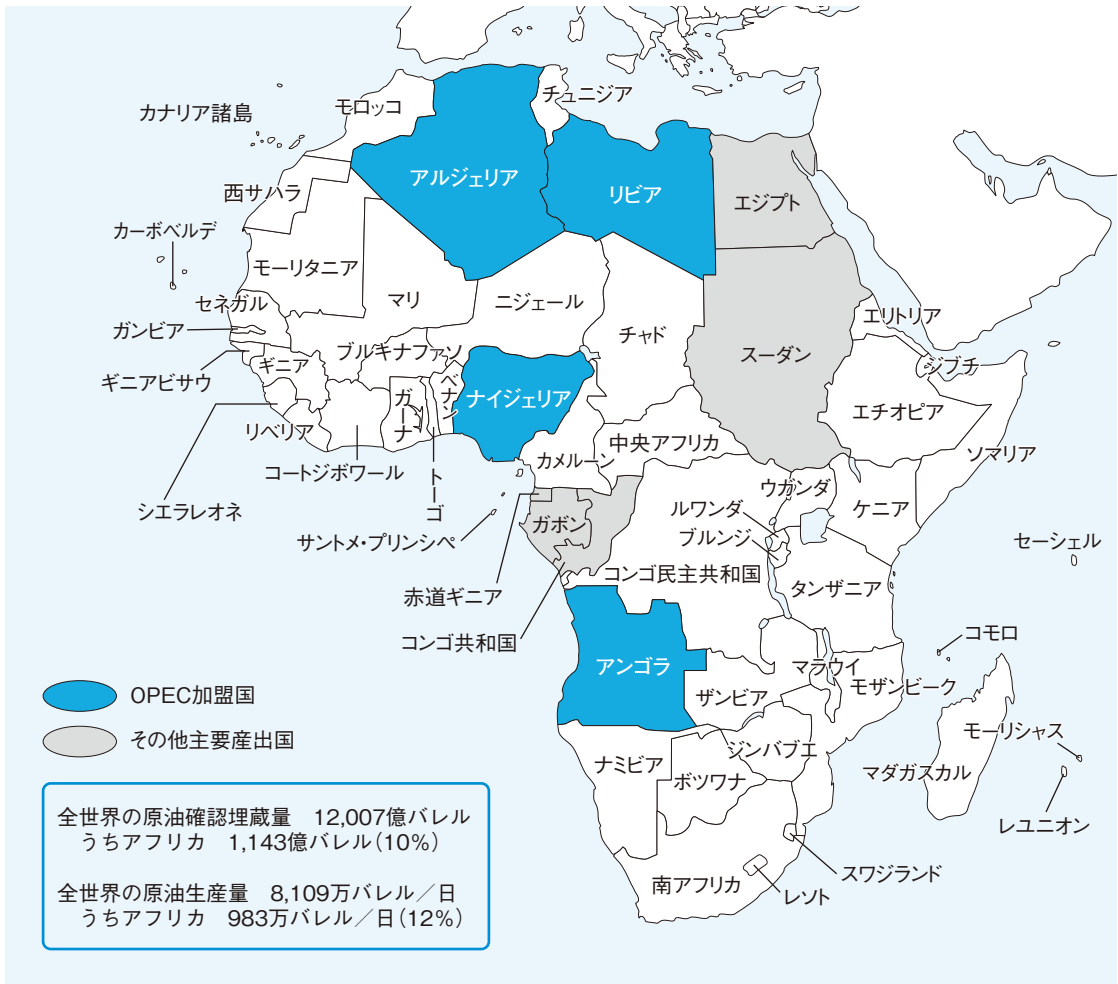 カナリア諸島
モロッコ
チュニジア
アルジェリア
リビア
エジプト
西サハラ
カーボベルデ
モーリタニア
マリ
ニジェール
チャド
スーダン
エリトリア
セネガル
ガンビア
ギニアビサウ
ギニア
ブルキナファソ
ベナン
ガーナ
ナイジェリア
ジブチ
エチオピア
ソマリア
リベリア
コートジボワール
トーゴ
シエラレオネ
カメルーン
中央アフリカ
サントメ・プリンシペ
ガボン
ウガンダ
ケニア
ルワンダ
ブルンジ
セーシェル
赤道ギニア
コンゴ民主共和国
タンザニア
コンゴ共和国
アンゴラ
コモロ
マラウイ
ザンビア
モザンビーク
OPEC加盟国
その他主要産出国
ナミビア
ボツワナ
ジンバブエ
モーリシャス
マダガスカル
レユニオン
南アフリカ
レソト
スワジランド
全世界の原油確認埋蔵量 12,007億バレル
うちアフリカ 1,143億バレル(10%)
全世界の原油生産量 8,109万バレル/日
うちアフリカ 983万バレル/日(12%)